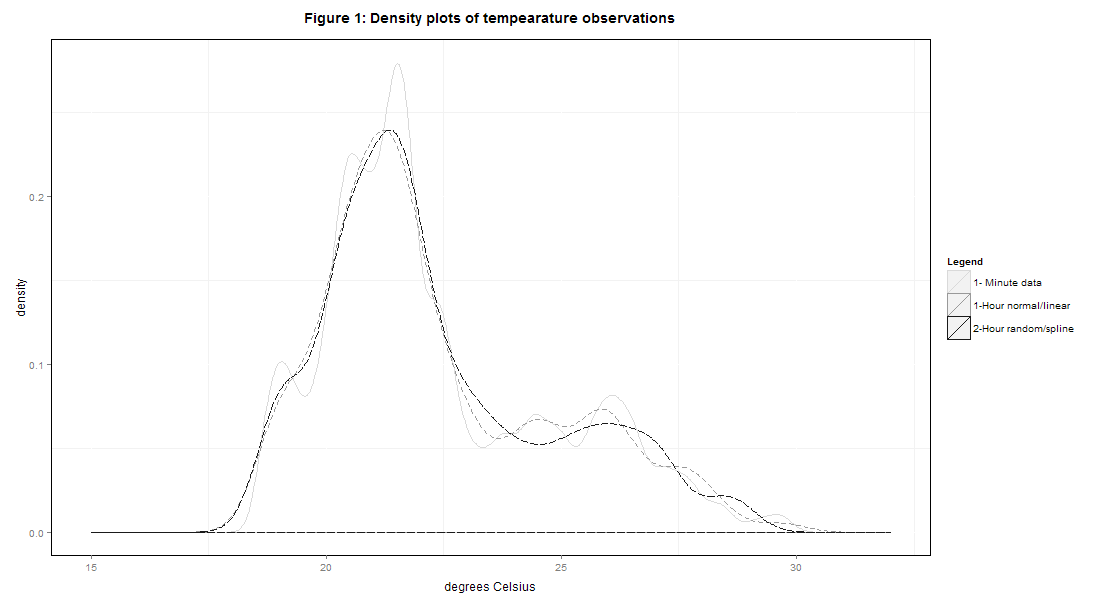 Figure 1: Density plots of tempearature observations
density
0.2
0.1
0.0
15
20
25
30
degrees Celsius
Legend
1- Minute data
1-Hour normal/linear
2-Hour random/spline